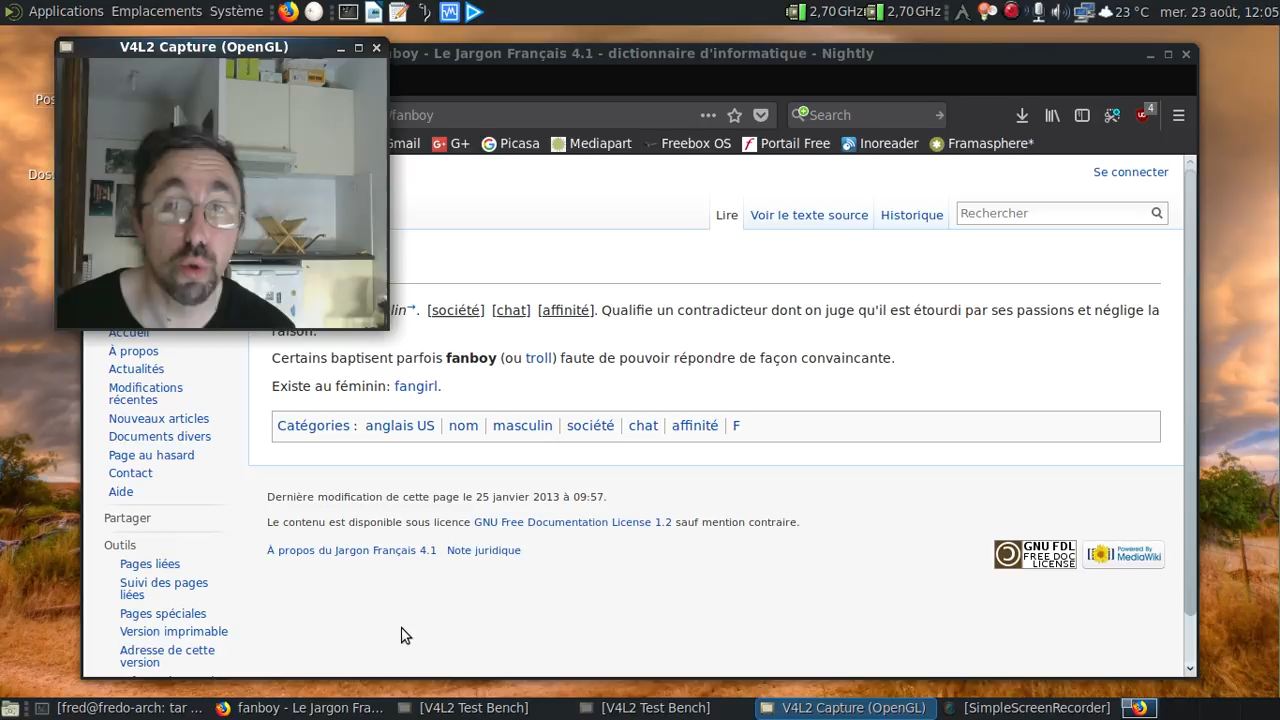 Applications Emplacements Système 2,70 GHz 2,70 GHz 23 °C mer. 23 août, 12:05
V4L2 Capture (OpenGL)
boy - Le Jargon Français 4.1 - dictionnaire d'informatique - Nightly
/fanboy
Search
4
Gmail G+ Picasa Mediapart Freebox OS Portail Free Inoreader Framasphere*
Se connecter
Lire Voir le texte source Historique Rechercher
[société] [chat] [affinité]. Qualifie un contradicteur dont on juge qu'il est étourdi par ses passions et néglige la
raison.
Certains baptisent parfois fanboy (ou troll) faute de pouvoir répondre de façon convaincante.
Existe au féminin: fangirl.
Catégories : anglais US nom masculin société chat affinité F
Dernière modification de cette page le 25 janvier 2013 à 09:57.
Le contenu est disponible sous licence GNU Free Documentation License 1.2 sauf mention contraire.
À propos du Jargon Français 4.1 Note juridique
GNU FDL
FREE DOC
LICENSE
Powered By
MediaWiki
Accueil
À propos
Actualités
Modifications
récentes
Nouveaux articles
Documents divers
Page au hasard
Contact
Aide
Partager
Outils
Pages liées
Suivi des pages
liées
Pages spéciales
Version imprimable
Adresse de cette
version
Pos
Dos
[fred@fredo-arch: tar ... fanboy - Le Jargon Fra... [V4L2 Test Bench] [V4L2 Test Bench] V4L2 Capture (OpenGL) [SimpleScreenRecorder]